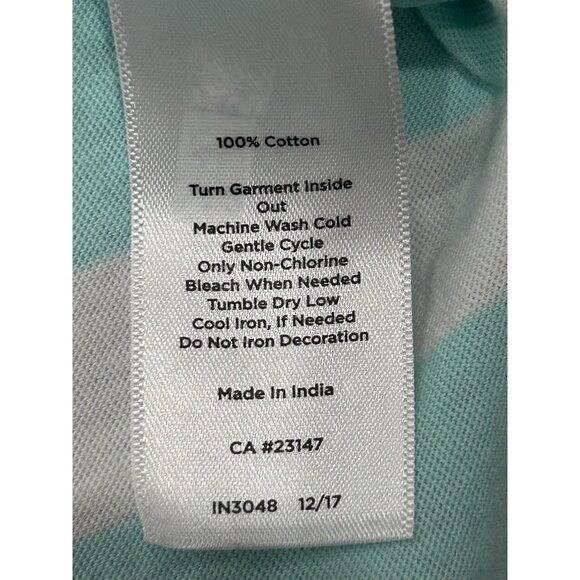 100% Cotton
Turn Garment Inside
Out
Machine Wash Cold
Gentle Cycle
Only Non-Chlorine
Bleach When Needed
Tumble Dry Low
Cool Iron, If Needed
Do Not Iron Decoration
Made In India
CA #23147
IN3048 12/17